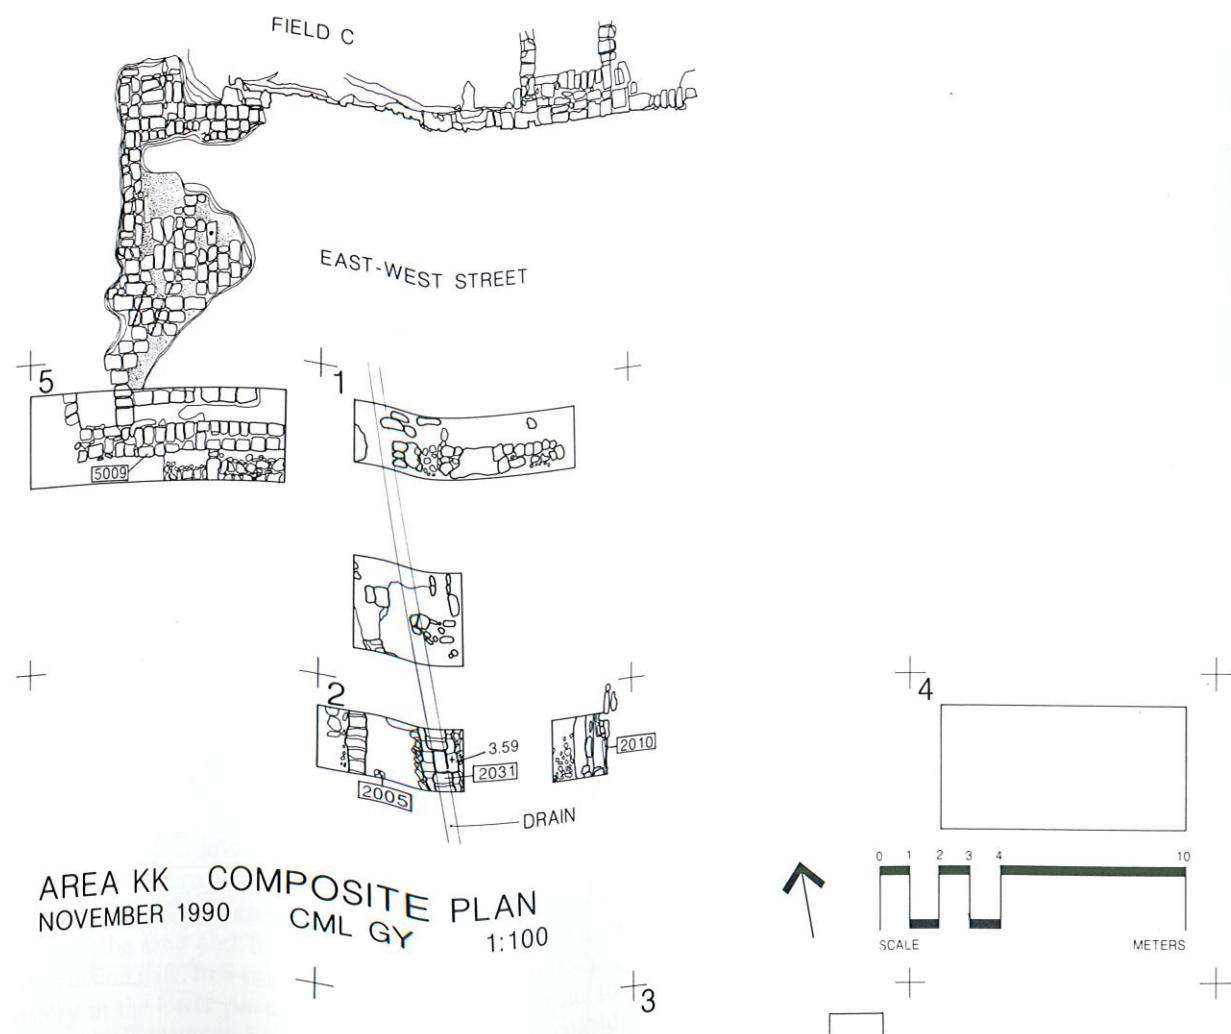 FIELD C
EAST-WEST STREET
5
1
5009
2
4
3.59
2010
2031
2005
DRAIN
AREA KK COMPOSITE PLAN
NOVEMBER 1990 CML GY 1:100
0 1 2 3 4 10
SCALE METERS
3